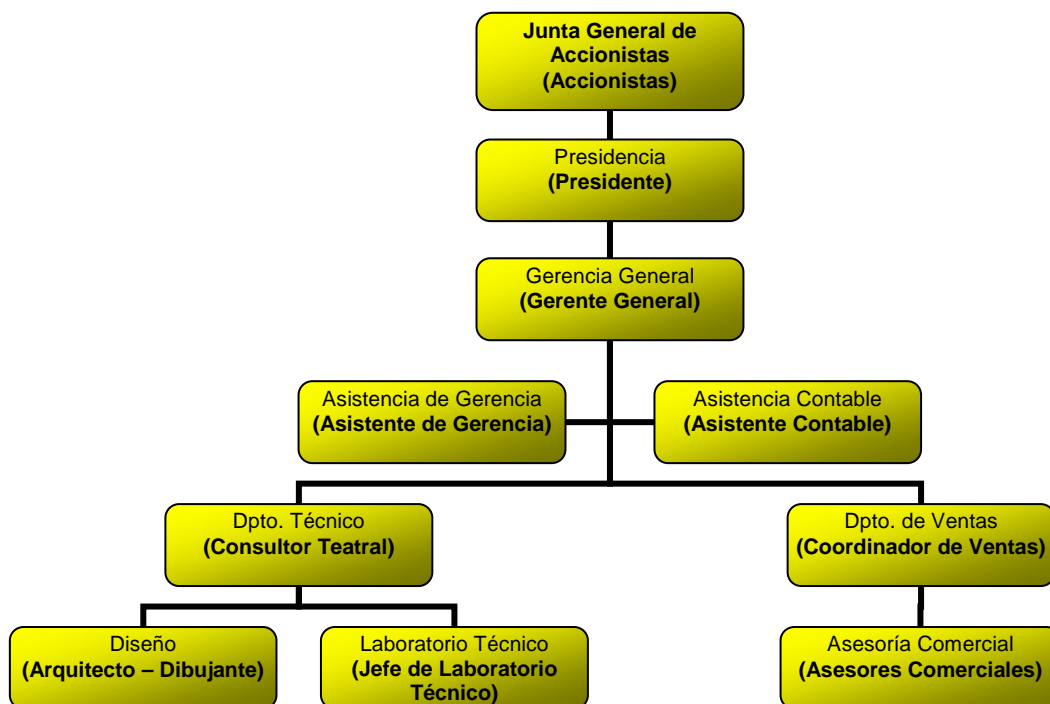 Junta General de
Accionistas
(Accionistas)
Presidencia
(Presidente)
Gerencia General
(Gerente General)
Asistencia de Gerencia
(Asistente de Gerencia)
Asistencia Contable
(Asistente Contable)
Dpto. Técnico
(Consultor Teatral)
Dpto. de Ventas
(Coordinador de Ventas)
Diseño
(Arquitecto – Dibujante)
Laboratorio Técnico
(Jefe de Laboratorio
Técnico)
Asesoría Comercial
(Asesores Comerciales)